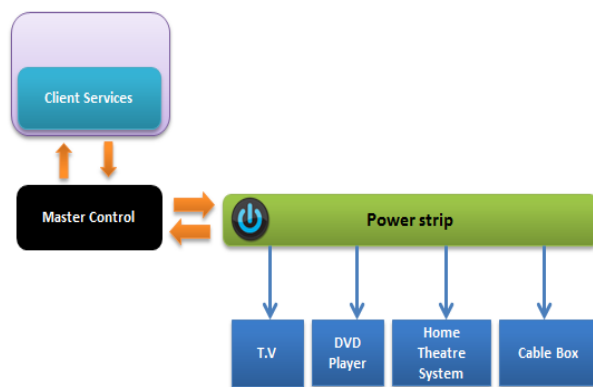 Client Services
Master Control
Power strip
T.V
DVD
Player
Home
Theatre
System
Cable Box